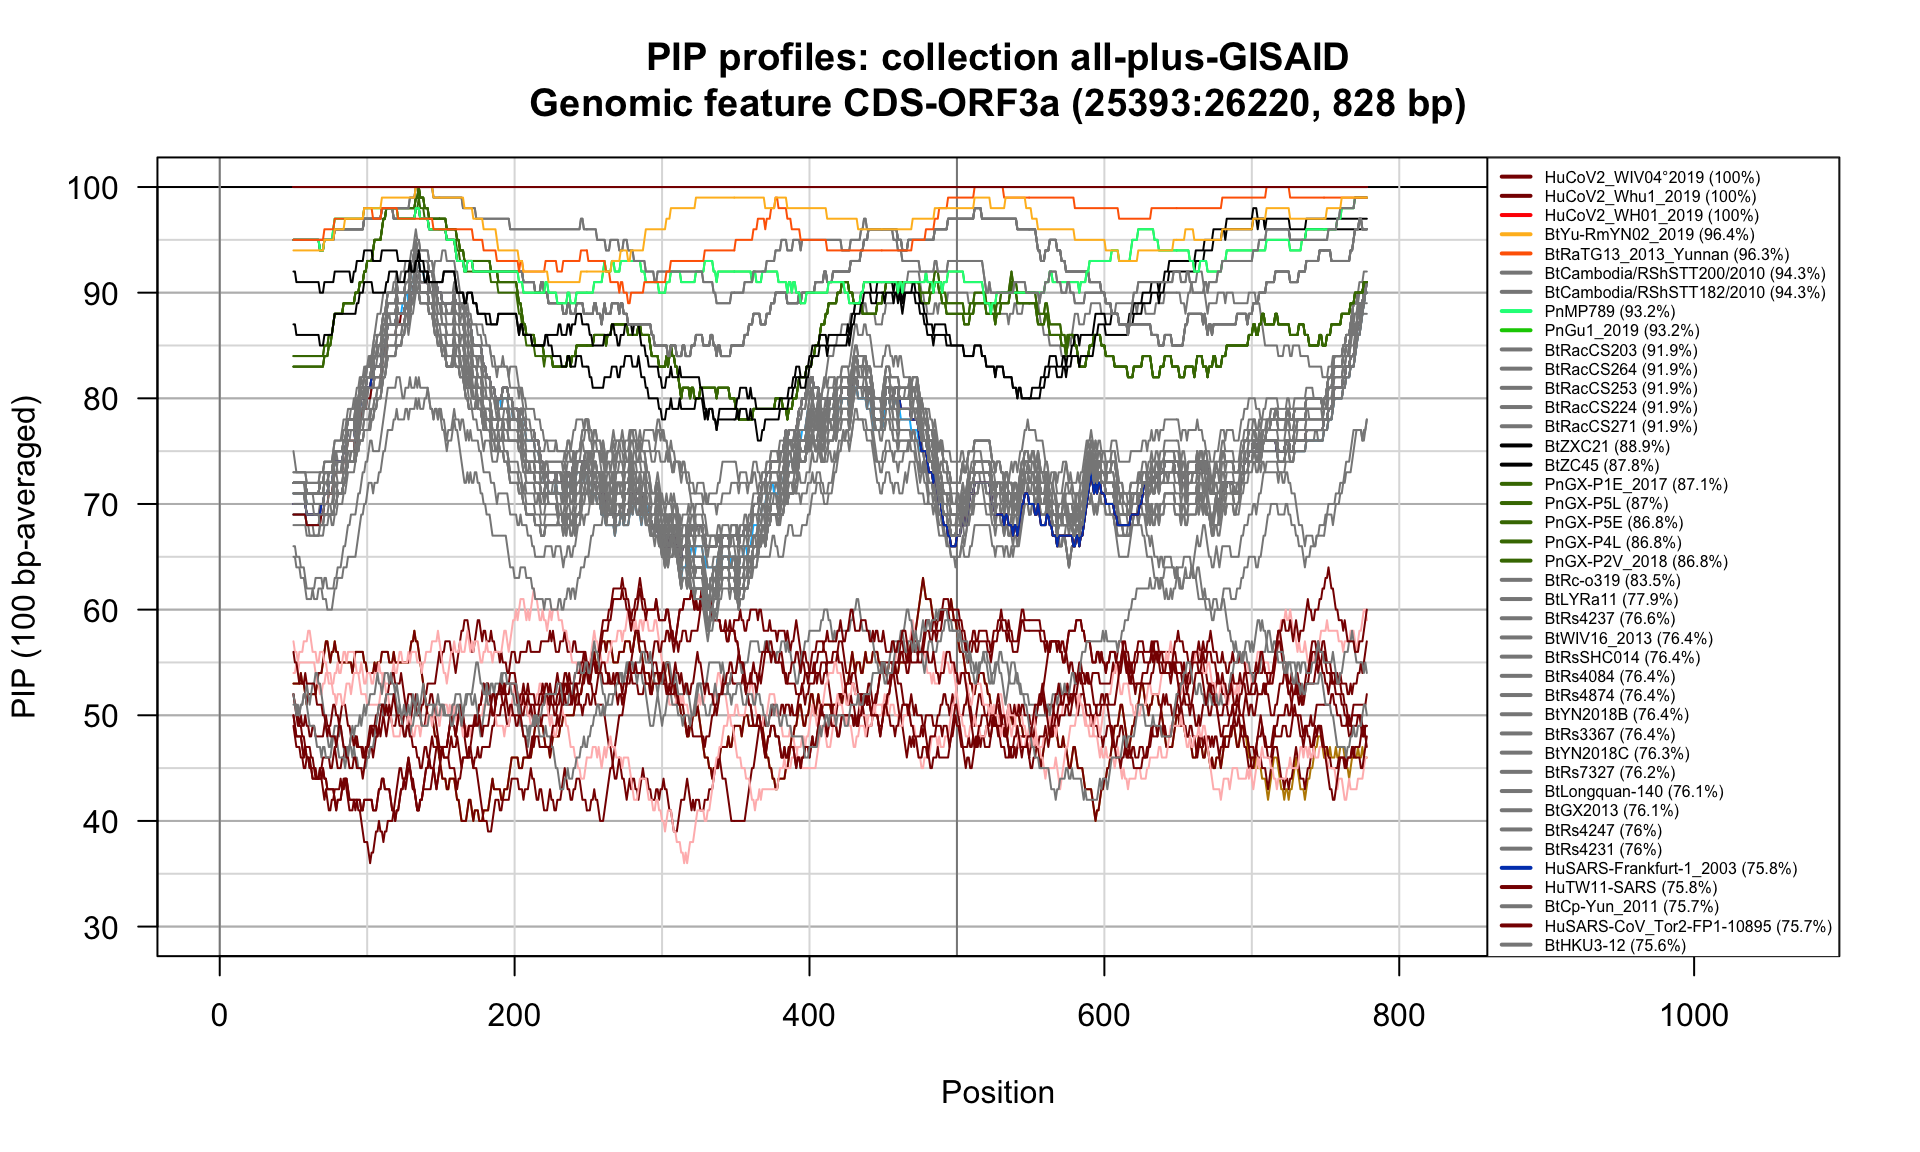 PIP profiles: collection all-plus-GISAID
Genomic feature CDS-ORF3a (25393:26220, 828 bp)
PIP (100 bp-averaged)
100
90
80
70
60
50
40
30
0
200
400
600
800
1000
Position
HuCoV2_WIV04°2019 (100%)
HuCoV2_Whu1_2019 (100%)
HuCoV2_WH01_2019 (100%)
BtYu-RmYN02_2019 (96.4%)
BtRaTG13_2013_Yunnan (96.3%)
BtCambodia/RShSTT200/2010 (94.3%)
BtCambodia/RShSTT182/2010 (94.3%)
PnMP789 (93.2%)
PnGu1_2019 (93.2%)
BtRacCS203 (91.9%)
BtRacCS264 (91.9%)
BtRacCS253 (91.9%)
BtRacCS224 (91.9%)
BtRacCS271 (91.9%)
BtZXC21 (88.9%)
BtZC45 (87.8%)
PnGX-P1E_2017 (87.1%)
PnGX-P5L (87%)
PnGX-P5E (86.8%)
PnGX-P4L (86.8%)
PnGX-P2V_2018 (86.8%)
BtRc-o319 (83.5%)
BtLYRa11 (77.9%)
BtRs4237 (76.6%)
BtWIV16_2013 (76.4%)
BtRsSHC014 (76.4%)
BtRs4084 (76.4%)
BtRs4874 (76.4%)
BtYN2018B (76.4%)
BtRs3367 (76.4%)
BtYN2018C (76.3%)
BtRs7327 (76.2%)
BtLongquan-140 (76.1%)
BtGX2013 (76.1%)
BtRs4247 (76%)
BtRs4231 (76%)
HuSARS-Frankfurt-1_2003 (75.8%)
HuTW11-SARS (75.8%)
BtCp-Yun_2011 (75.7%)
HuSARS-CoV_Tor2-FP1-10895 (75.7%)
BtHKU3-12 (75.6%)